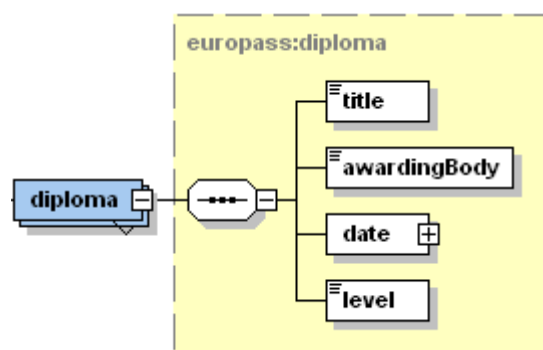 europass:diploma
title
awardingBody
diploma
date
level